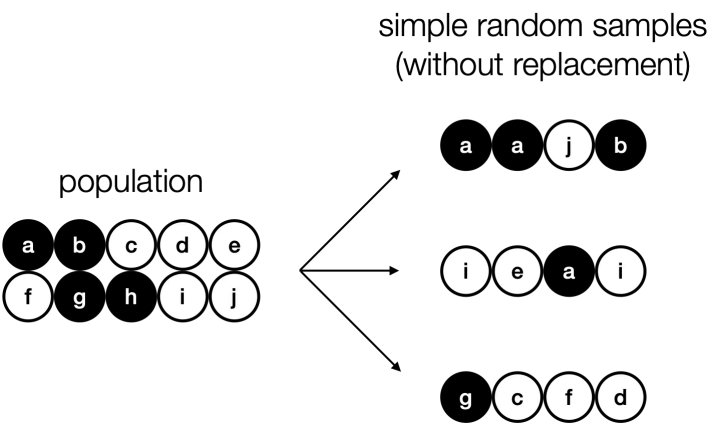 simple random samples
(without replacement)
population
a b c d e
f g h i j
a a j b
i e a i
g c f d